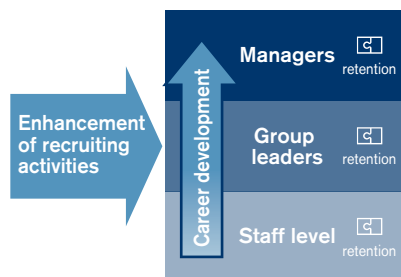 Enhancement
of recruiting
activities
Career development
Managers
retention
Group
leaders
retention
Staff level
retention